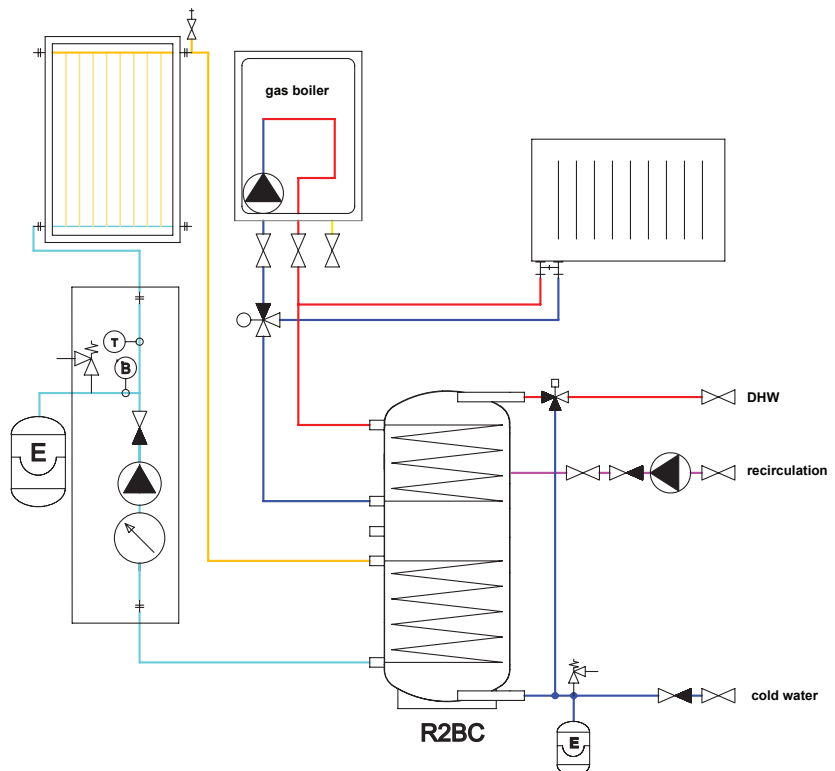 gas boiler
T
B
E
DHW
recirculation
cold water
R2BC
E